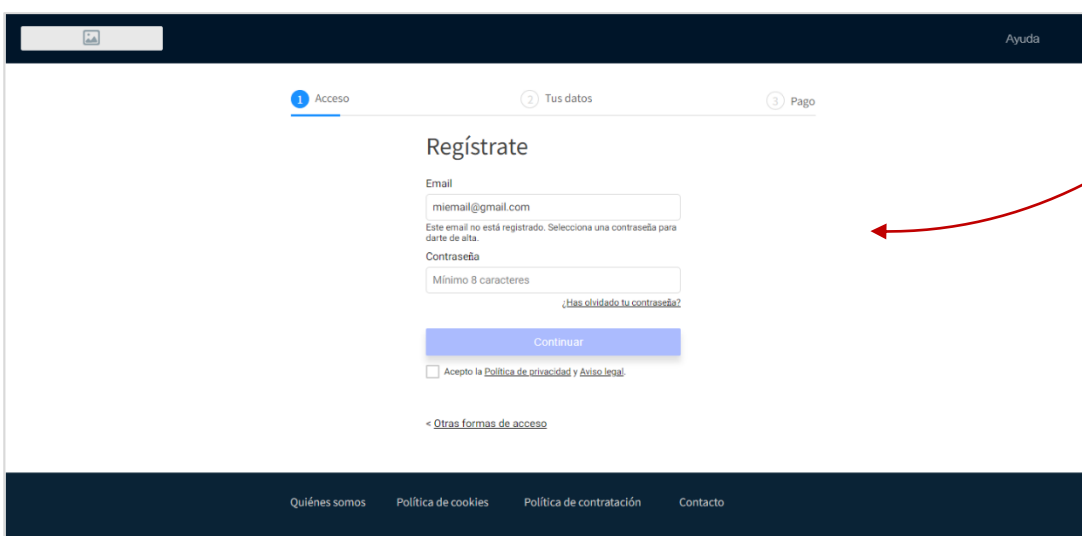 Ayuda
1 Acceso
2 Tus datos
3 Pago
Regístrate
Email
miemail@gmail.com
Este email no está registrado. Selecciona una contraseña para
darte de alta.
Contraseña
Mínimo 8 caracteres
¿Has olvidado tu contraseña?
Continuar
Acepto la Política de privacidad y Aviso legal.
< Otras formas de acceso
Quiénes somos
Política de cookies
Política de contratación
Contacto